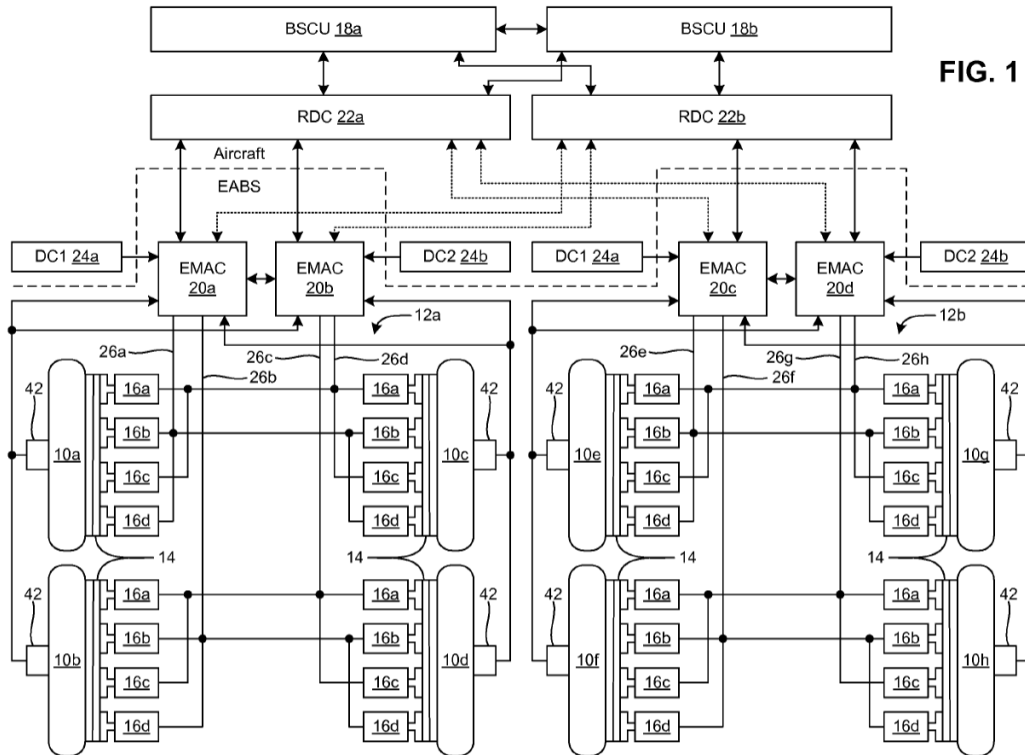 BSCU 18a
BSCU 18b
FIG. 1
RDC 22a
RDC 22b
Aircraft
EABS
DC1 24a
EMAC
20a
EMAC
20b
DC2 24b
DC1 24a
EMAC
20c
EMAC
20d
DC2 24b
12a
12b
26a
26b
26c
26d
26e
26f
26g
26h
42
10a
16a
16b
16c
16d
16a
16b
16c
16d
10c
42
42
10e
16a
16b
16c
16d
16a
16b
16c
16d
10g
42
14
14
14
14
42
10b
16a
16b
16c
16d
16a
16b
16c
16d
10d
42
42
10f
16a
16b
16c
16d
16a
16b
16c
16d
10h
42